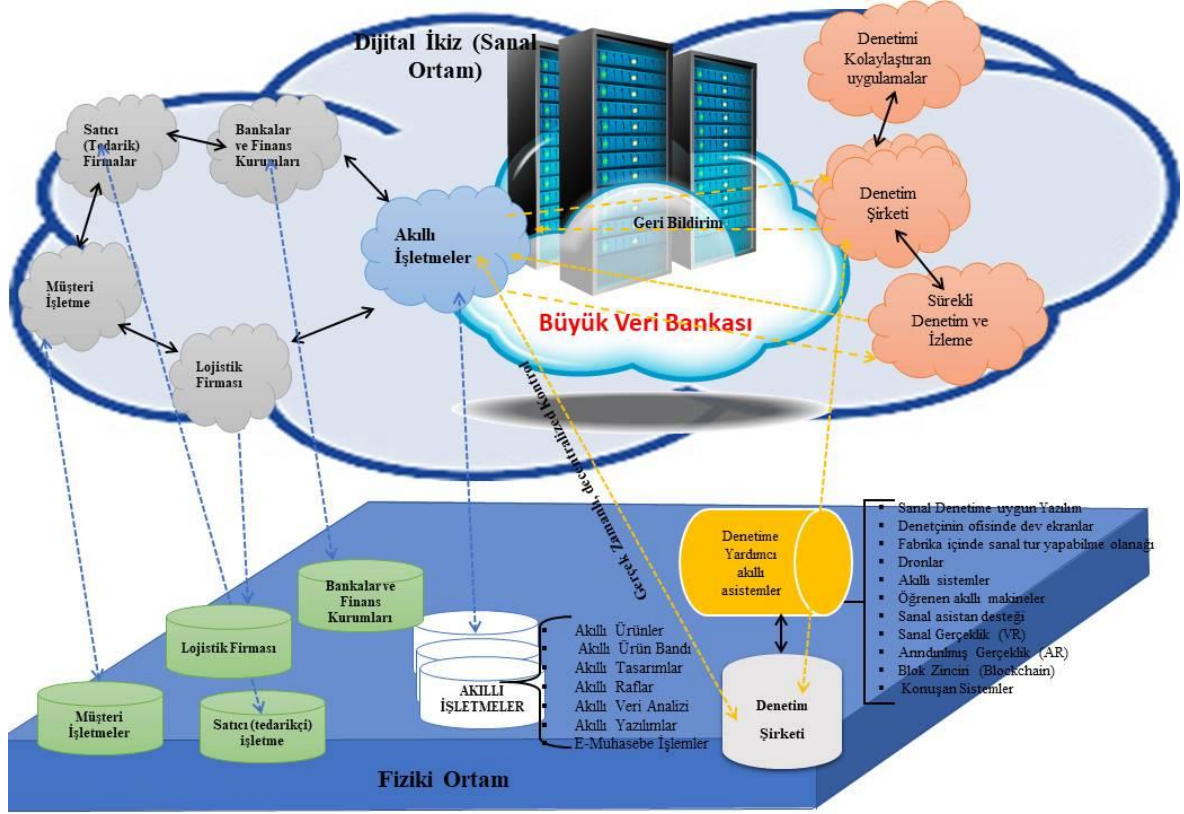 Dijital İkiz (Sanal
Ortam)
Denetimi
Kolaylaştıran
uygulamalar
Satıcı
(Tedarik)
Firmalar
Bankalar
ve Finans
Kurumları
Denetim
Şirketi
Akıllı
İşletmeler
Geri Bildirim
Müşteri
İşletme
Sürekli
Denetim ve
İzleme
Büyük Veri Bankası
Lojistik
Firması
Gerçek Zamanlı, decentralized Kontrol
Denetime
Yardımcı
akıllı
asistemler
▪ Sanal Denetime uygun Yazılım
▪ Denetçinin ofisinde dev ekranlar
▪ Fabrika içinde sanal tur yapabilme olanağı
▪ Dronlar
▪ Akıllı sistemler
▪ Öğrenen akıllı makineler
▪ Sanal asistan desteği
▪ Sanal Gerçeklik (VR)
▪ Arındırılmış Gerçeklik (AR)
▪ Blok Zinciri (Blockchain)
▪ Konuşan Sistemler
Bankalar ve
Finans
Kurumları
Lojistik Firması
Müşteri
İşletmeler
Satıcı (tedarikçi)
işletme
AKILLI
İŞLETMELER
▪ Akıllı Ürünler
▪ Akıllı Ürün Bandı
▪ Akıllı Tasarımlar
▪ Akıllı Raflar
▪ Akıllı Veri Analizi
▪ Akıllı Yazılımlar
▪ E-Muhasebe İşlemler
Denetim
Şirketi
Fiziki Ortam